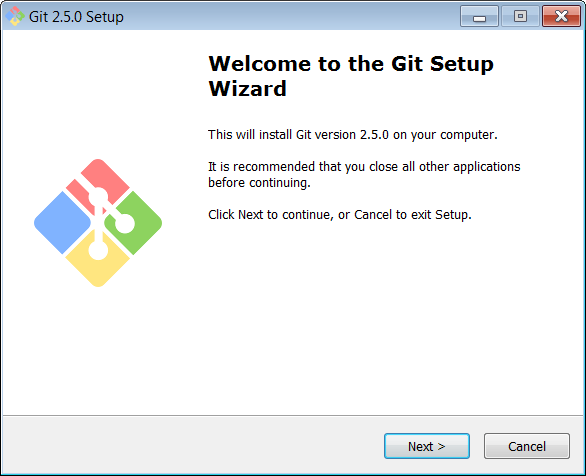 Git 2.5.0 Setup
Welcome to the Git Setup
Wizard
This will install Git version 2.5.0 on your computer.
It is recommended that you close all other applications
before continuing.
Click Next to continue, or Cancel to exit Setup.
Next >
Cancel